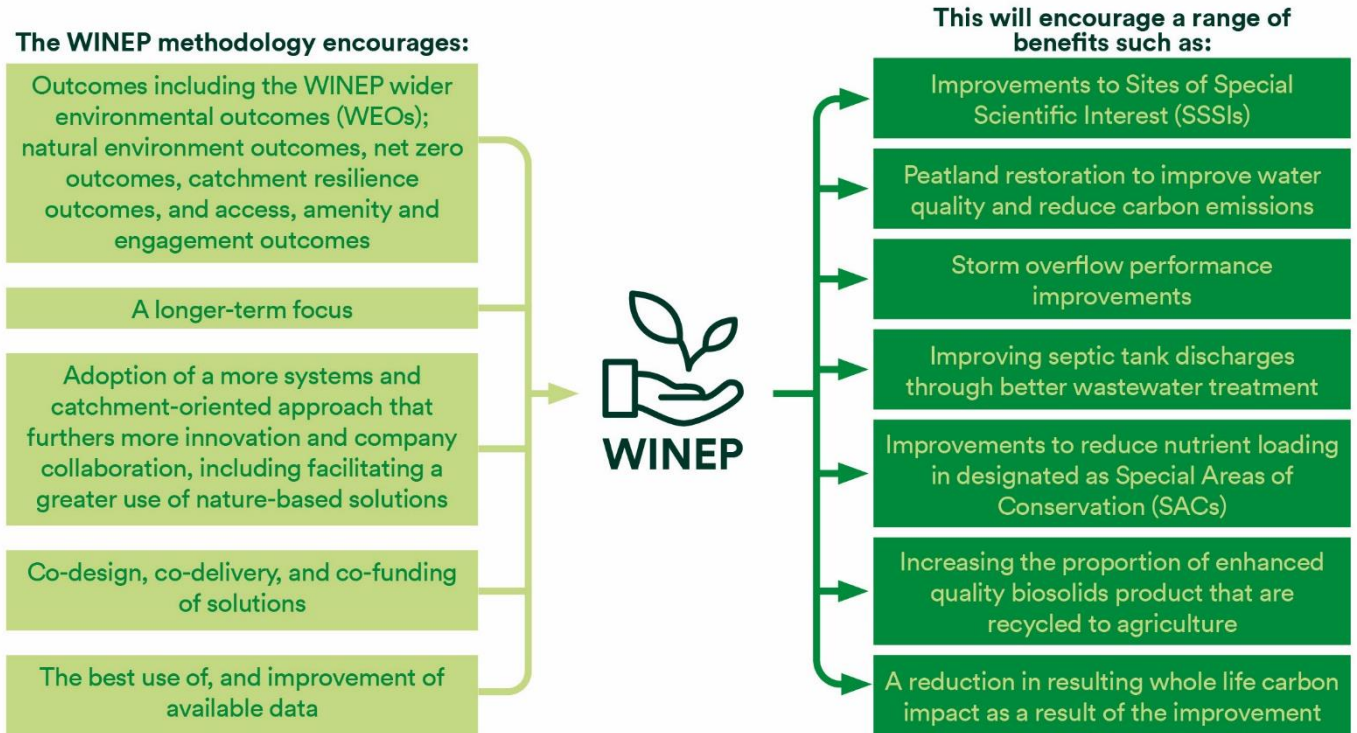 The WINEP methodology encourages:
Outcomes including the WINEP wider
environmental outcomes (WEOs);
natural environment outcomes, net zero
outcomes, catchment resilience
outcomes, and access, amenity and
engagement outcomes
A longer-term focus
Adoption of a more systems and
catchment-oriented approach that
furthers more innovation and company
collaboration, including facilitating a
greater use of nature-based solutions
Co-design, co-delivery, and co-funding
of solutions
The best use of, and improvement of
available data
WINEP
This will encourage a range of
benefits such as:
Improvements to Sites of Special
Scientific Interest (SSSIs)
Peatland restoration to improve water
quality and reduce carbon emissions
Storm overflow performance
improvements
Improving septic tank discharges
through better wastewater treatment
Improvements to reduce nutrient loading
in designated as Special Areas of
Conservation (SACs)
Increasing the proportion of enhanced
quality biosolids product that are
recycled to agriculture
A reduction in resulting whole life carbon
impact as a result of the improvement